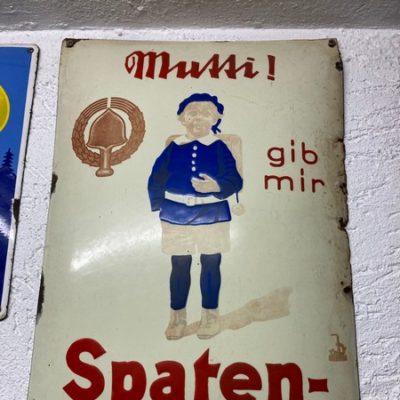 Mutti!
gib
mir
Spaten-